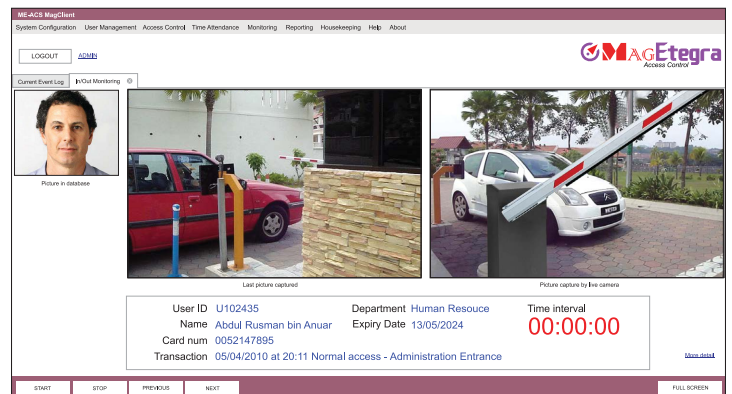 ME-ACS MagClient
System Configuration User Management Access Control Time Attendance Monitoring Reporting Housekeeping Help About
LOGOUT ADMIN
MAGEtegra
Access Control
Current Event Log In/Out Monitoring
Picture in database
Last picture captured
Picture capture by live camera
User ID U102435 Department Human Resouce Time interval
Name Abdul Rusman bin Anuar Expiry Date 13/05/2024 00:00:00
Card num 0052147895
Transaction 05/04/2010 at 20:11 Normal access - Administration Entrance
More detail
START STOP PREVIOUS NEXT FULL SCREEN